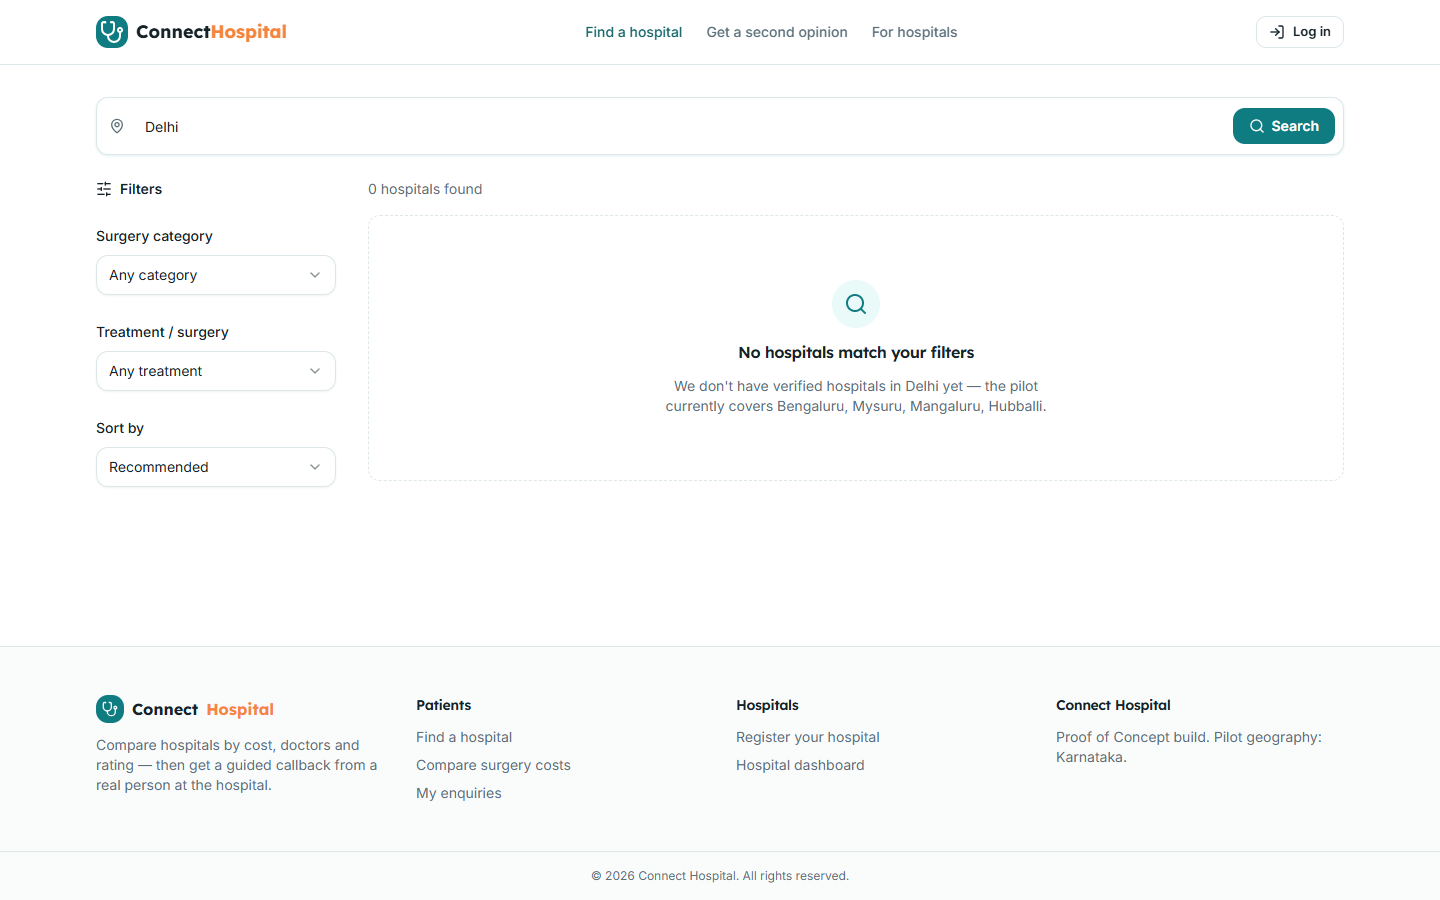 ConnectHospital
Find a hospital
Get a second opinion
For hospitals
Log in
Delhi
Search
Filters
Surgery category
Any category
Treatment / surgery
Any treatment
Sort by
Recommended
0 hospitals found
No hospitals match your filters
We don't have verified hospitals in Delhi yet — the pilot
currently covers Bengaluru, Mysuru, Mangaluru, Hubballi.
Connect Hospital
Compare hospitals by cost, doctors and
rating — then get a guided callback from a
real person at the hospital.
Patients
Find a hospital
Compare surgery costs
My enquiries
Hospitals
Register your hospital
Hospital dashboard
Connect Hospital
Proof of Concept build. Pilot geography:
Karnataka.
© 2026 Connect Hospital. All rights reserved.